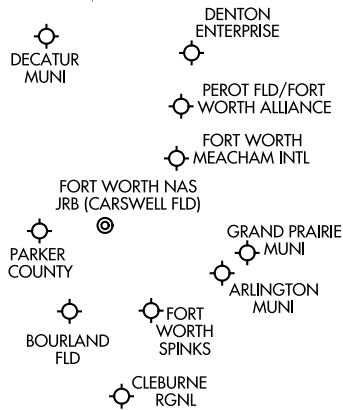 DENTON
ENTERPRISE
DECATUR
MUNI
PEROT FLD/FORT
WORTH ALLIANCE
FORT WORTH
MEACHAM INTL
FORT WORTH NAS
JRB (CARSWELL FLD)
GRAND PRAIRIE
MUNI
PARKER
COUNTY
ARLINGTON
MUNI
BOURLAND
FLD
FORT
WORTH
SPINKS
CLEBURNE
RGNL